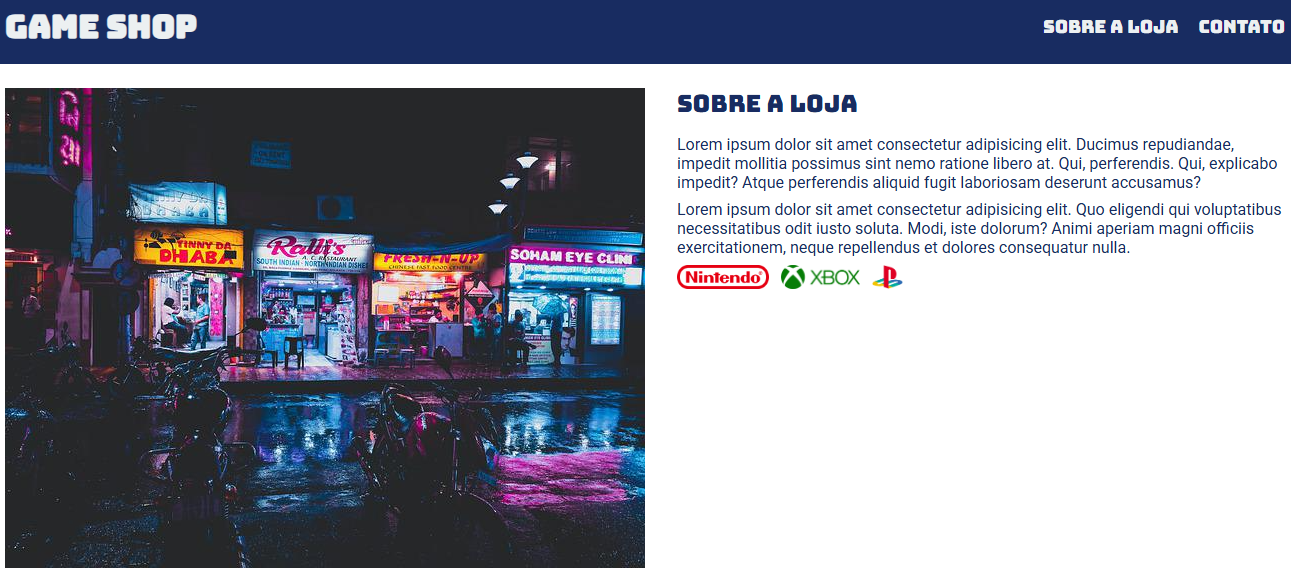 GAME SHOP
SOBRE A LOJA
CONTATO
TINNY DA
DHABA
Ralli's
A. C. RESTAURANT
SOUTH INDIAN - NORTH INDIAN DISHES
FRESH-N-UP
CHINESE FAST FOOD CENTRE
SOHAM EYE CLINI
SOBRE A LOJA
Lorem ipsum dolor sit amet consectetur adipisicing elit. Ducimus repudiandae,
impedit mollitia possimus sint nemo ratione libero at. Qui, perferendis. Qui, explicabo
impedit? Atque perferendis aliquid fugit laboriosam deserunt accusamus?
Lorem ipsum dolor sit amet consectetur adipisicing elit. Quo eligendi qui voluptatibus
necessitatibus odit iusto soluta. Modi, iste dolorum? Animi aperiam magni officiis
exercitationem, neque repellendus et dolores consequatur nulla.
Nintendo XBOX